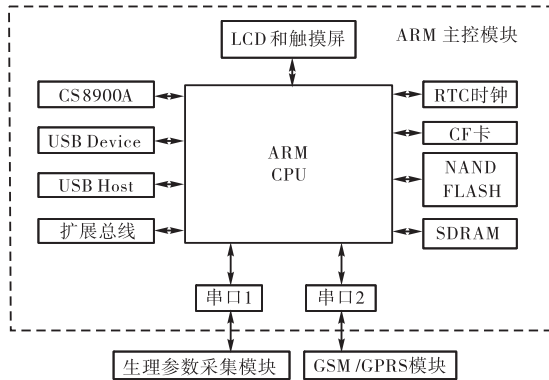 LCD和触摸屏
ARM 主控模块
CS8900A
USB Device
USB Host
扩展总线
ARM
CPU
RTC时钟
CF卡
NAND
FLASH
SDRAM
串口1
串口2
生理参数采集模块
GSM/GPRS模块